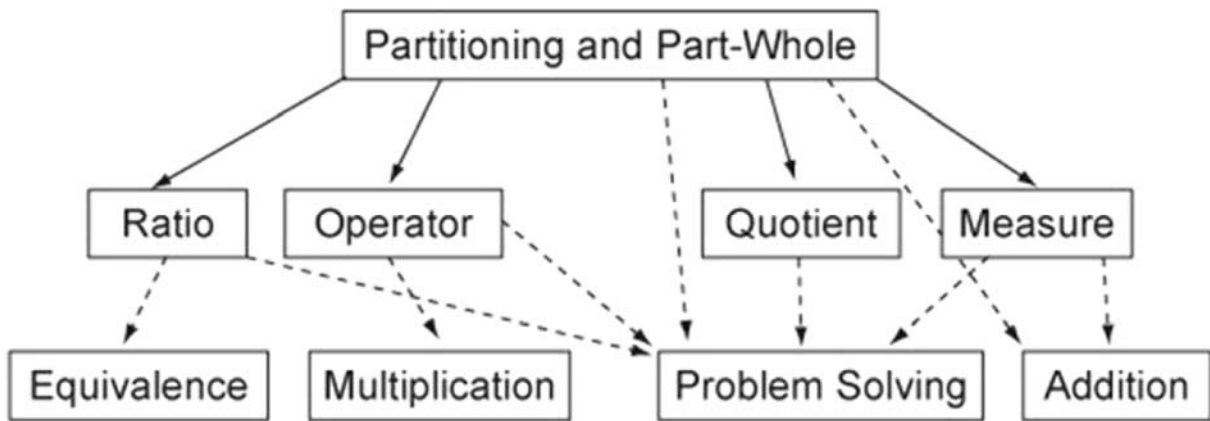 Partitioning and Part-Whole
Ratio
Operator
Quotient
Measure
Equivalence
Multiplication
Problem Solving
Addition